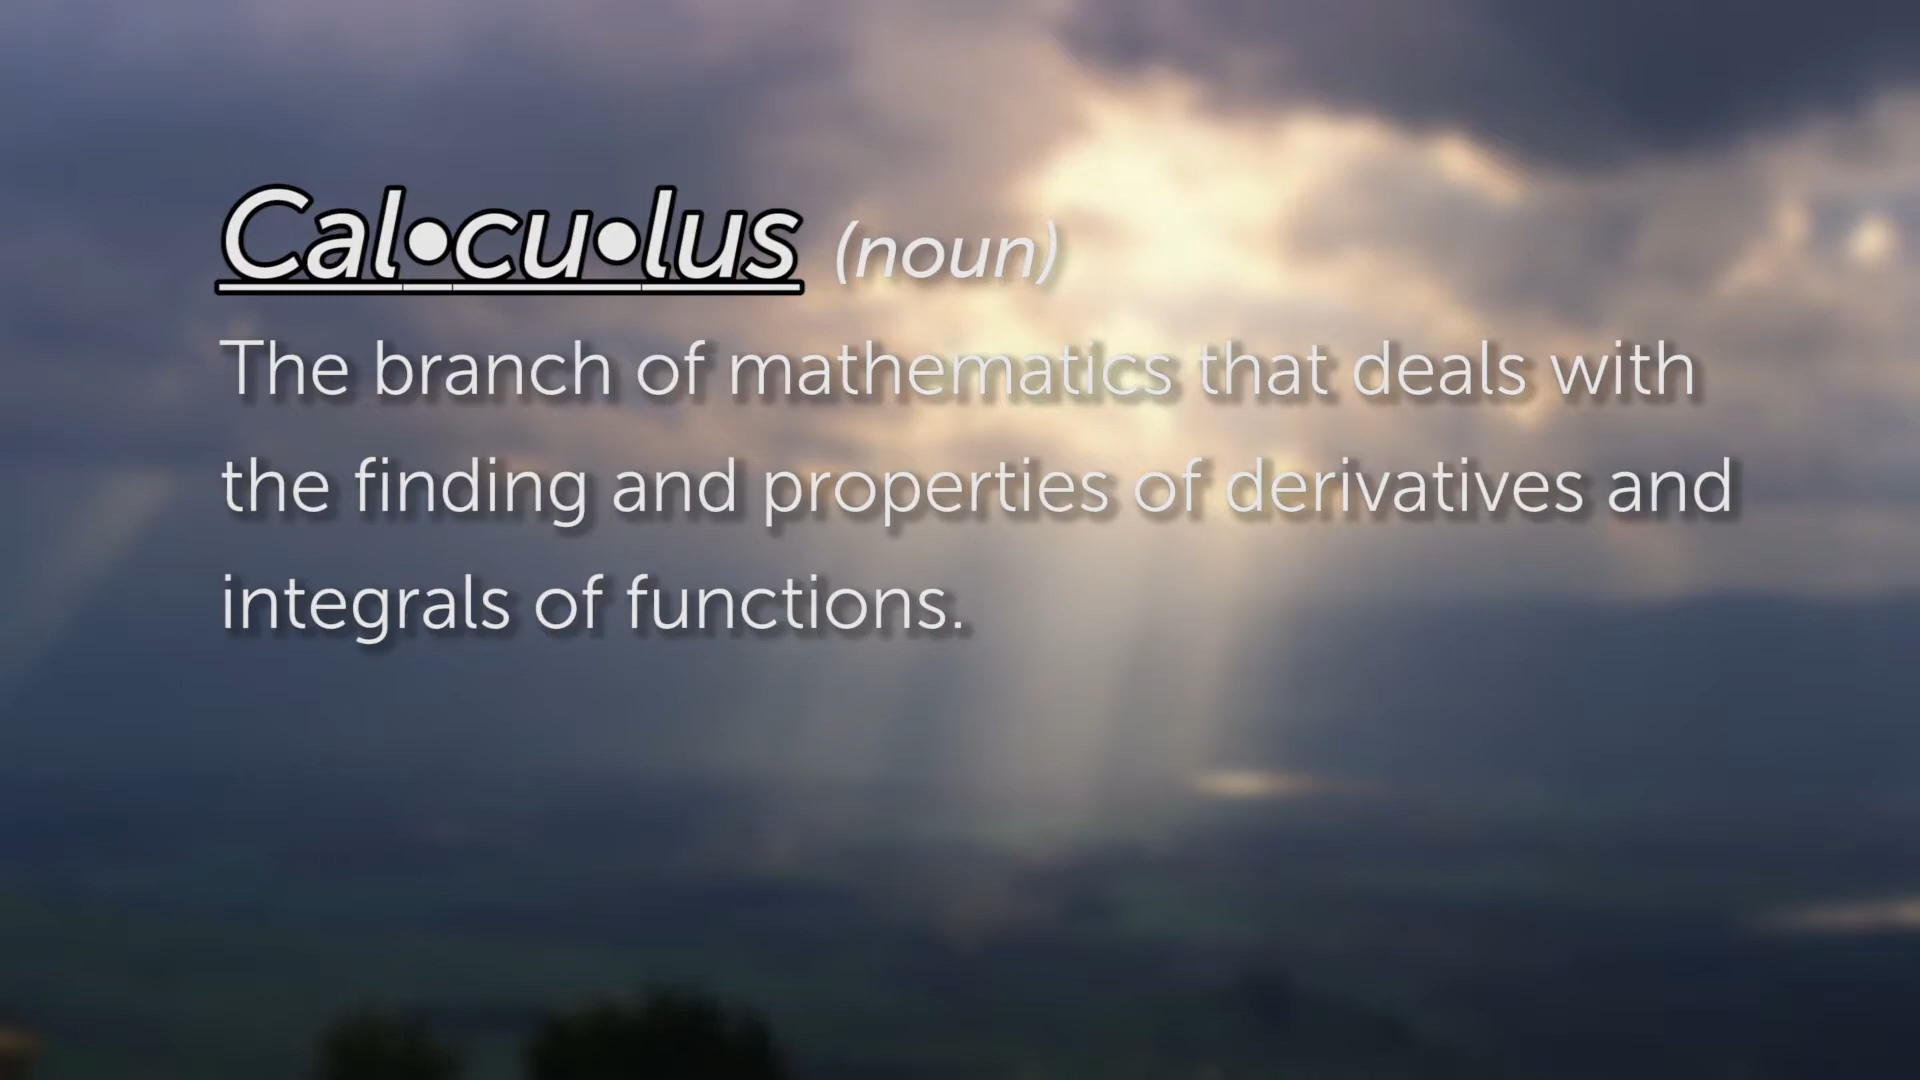 Cal•cu•lus (noun)
The branch of mathematics that deals with
the finding and properties of derivatives and
integrals of functions.